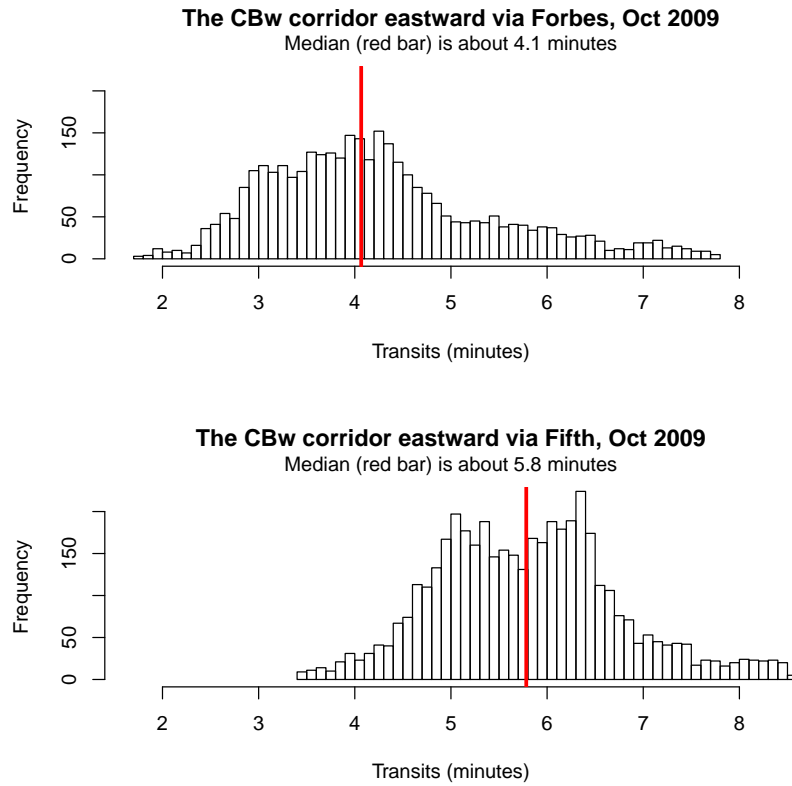 The CBw corridor eastward via Forbes, Oct 2009
Median (red bar) is about 4.1 minutes
Frequency
150
50
0
2 3 4 5 6 7 8
Transits (minutes)
The CBw corridor eastward via Fifth, Oct 2009
Median (red bar) is about 5.8 minutes
Frequency
150
50
0
2 3 4 5 6 7 8
Transits (minutes)